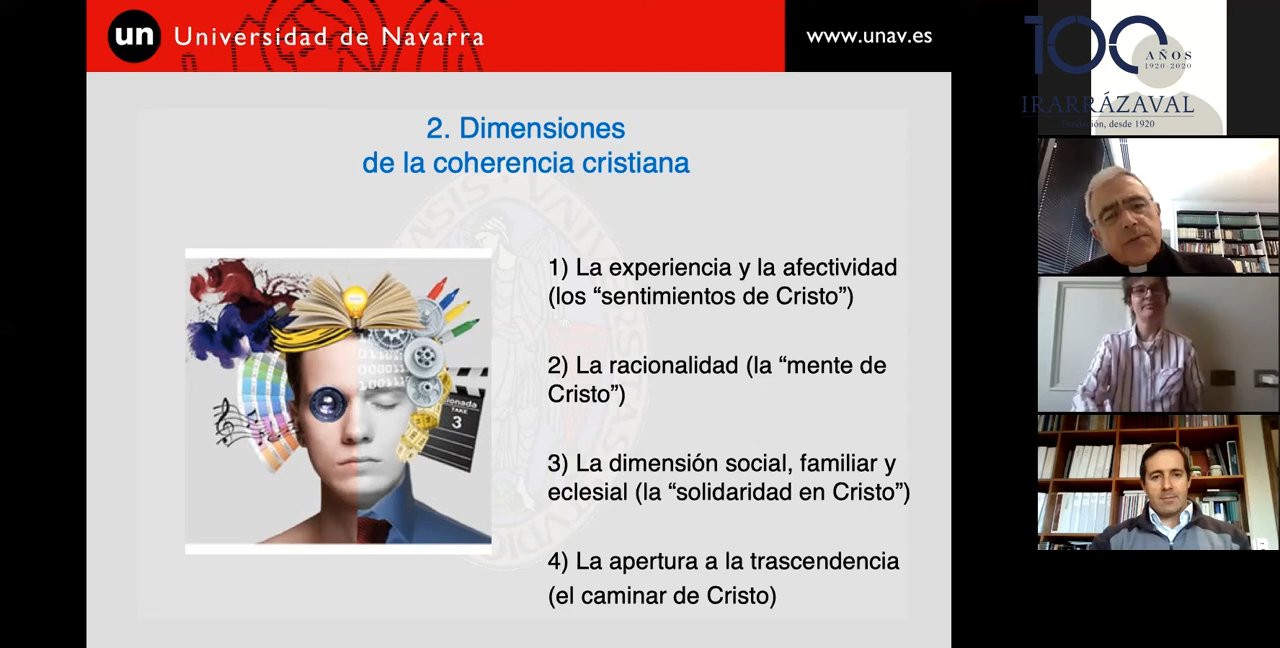 un Universidad de Navarra
www.unav.es
100 AÑOS
1920-2020
IRARRÁZAVAL
Fundación, desde 1920
2. Dimensiones
de la coherencia cristiana
1) La experiencia y la afectividad
(los “sentimientos de Cristo”)
2) La racionalidad (la “mente de
Cristo”)
3) La dimensión social, familiar y
eclesial (la “solidaridad en Cristo”)
4) La apertura a la trascendencia
(el caminar de Cristo)
TAKE
3